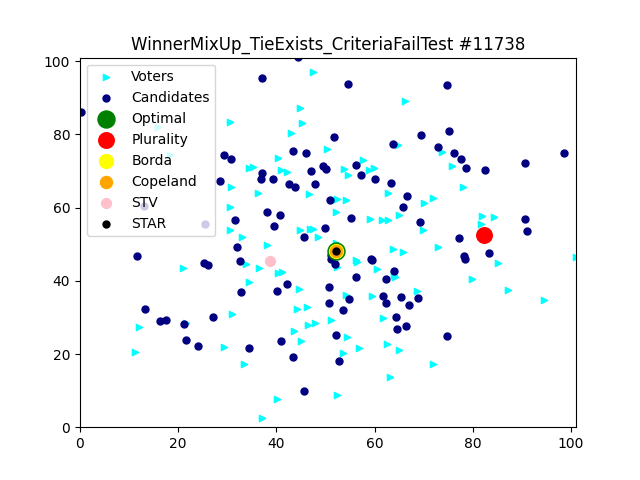 WinnerMixUp_TieExists_CriteriaFailTest #11738
Voters
Candidates
Optimal
Plurality
Borda
Copeland
STV
STAR
100
80
60
40
20
0
0 20 40 60 80 100